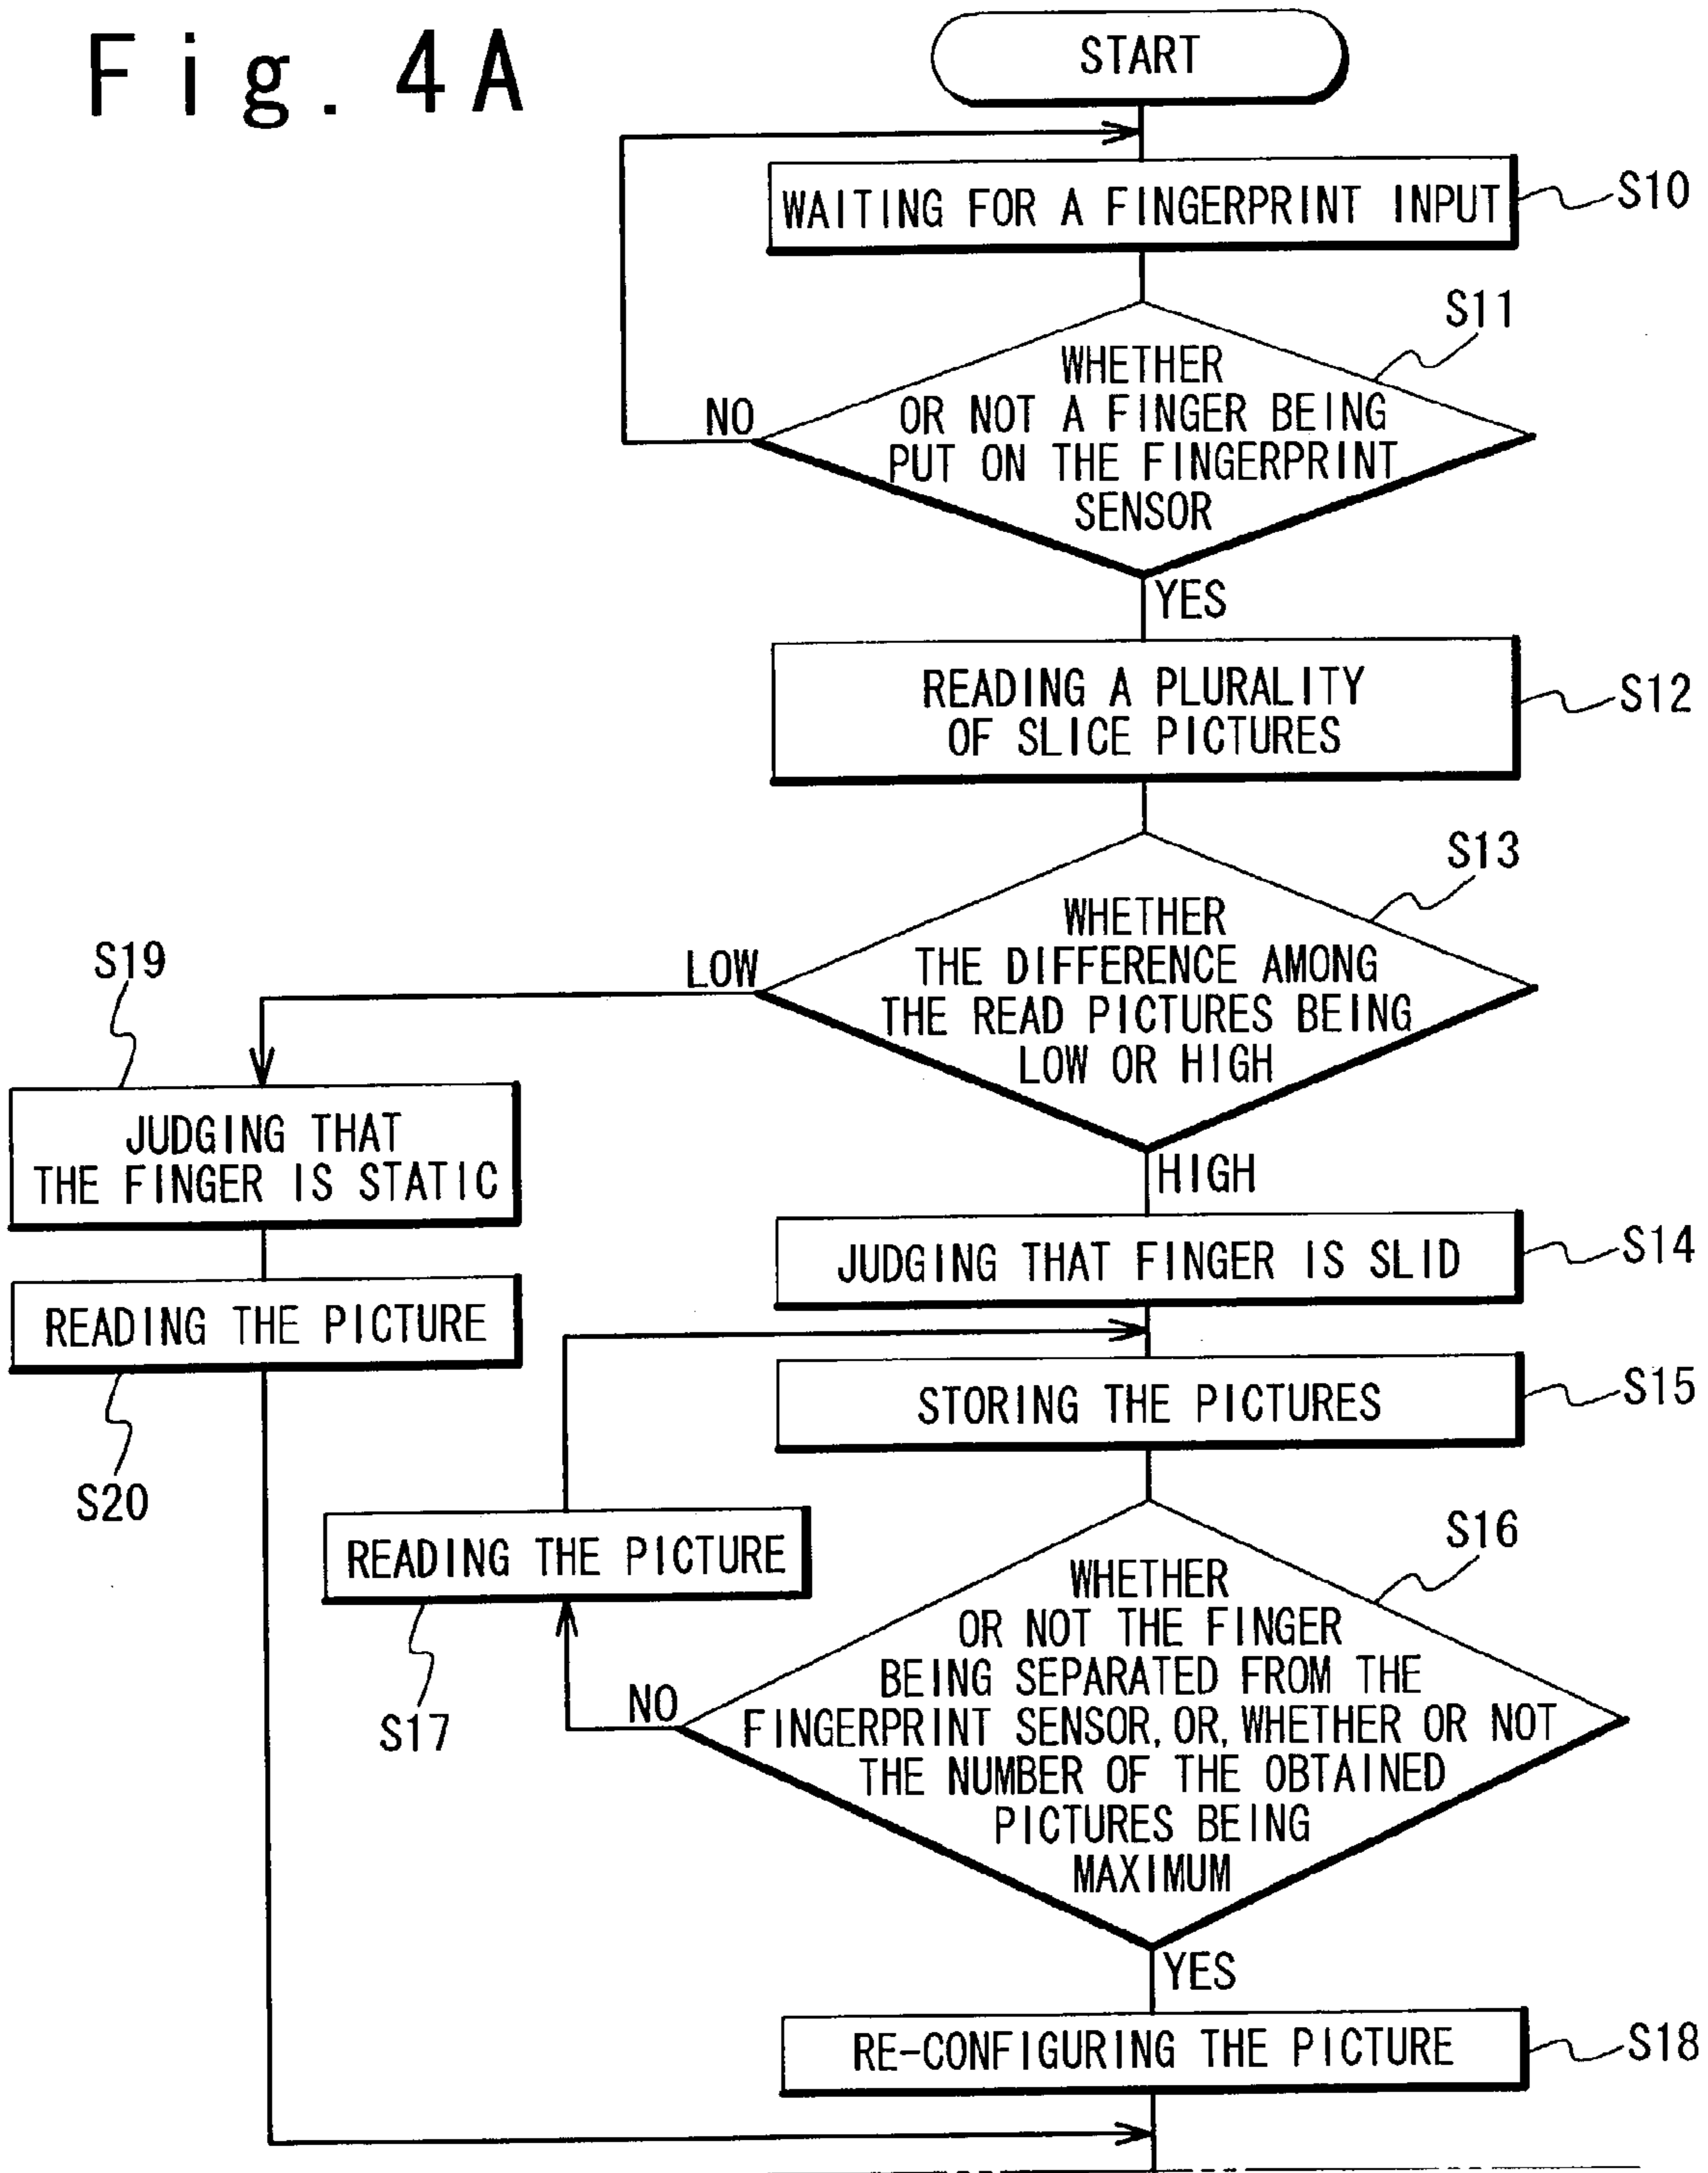 Fig. 4A
START
WAITING FOR A FINGERPRINT INPUT
S10
S11
WHETHER
OR NOT A FINGER BEING
PUT ON THE FINGERPRINT
SENSOR
NO
YES
READING A PLURALITY
OF SLICE PICTURES
S12
S13
WHETHER
THE DIFFERENCE AMONG
THE READ PICTURES BEING
LOW OR HIGH
LOW
HIGH
S19
JUDGING THAT
THE FINGER IS STATIC
READING THE PICTURE
S20
JUDGING THAT FINGER IS SLID
S14
STORING THE PICTURES
S15
READING THE PICTURE
S17
S16
WHETHER
OR NOT THE FINGER
BEING SEPARATED FROM THE
FINGERPRINT SENSOR, OR, WHETHER OR NOT
THE NUMBER OF THE OBTAINED
PICTURES BEING
MAXIMUM
NO
YES
RE-CONFIGURING THE PICTURE
S18